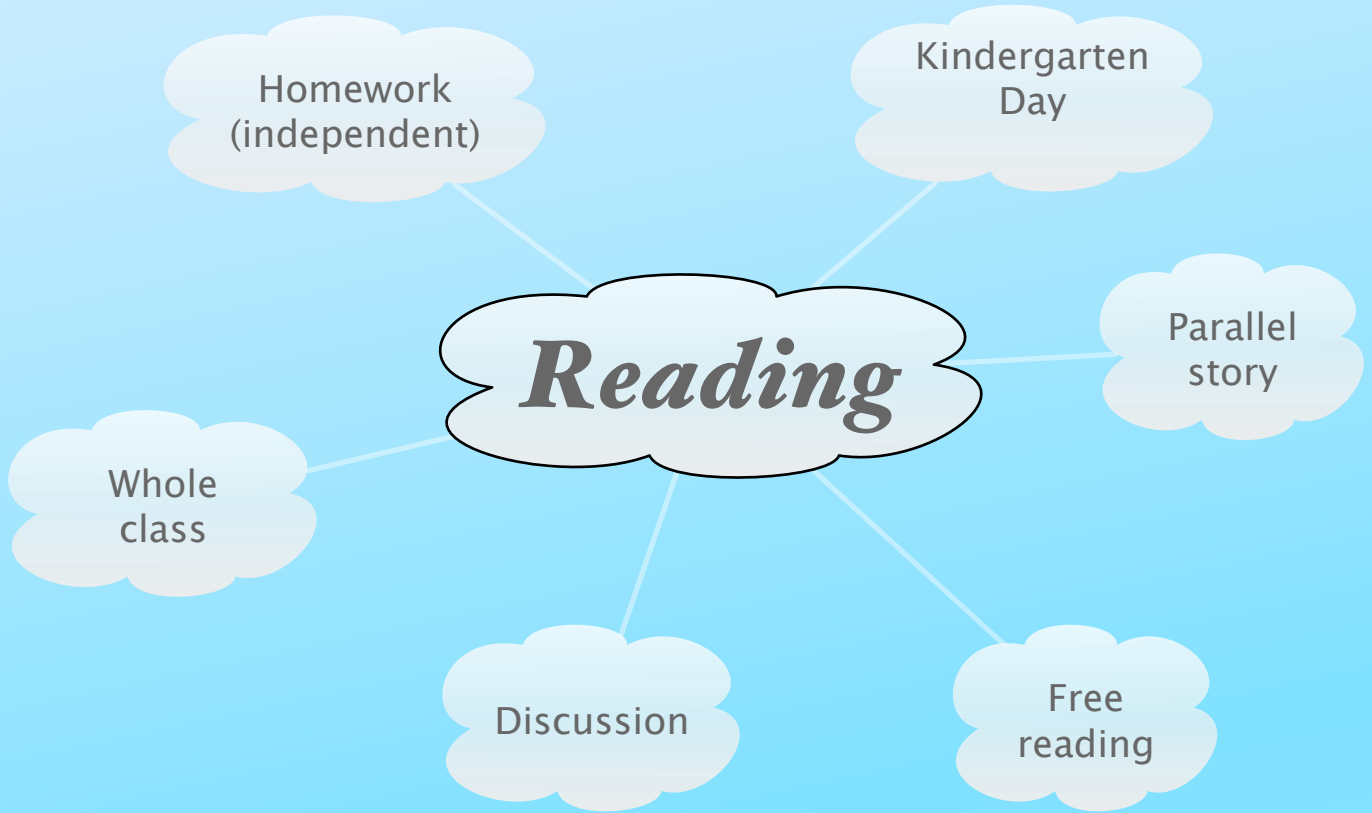 Homework
(independent)
Kindergarten
Day
Reading
Parallel
story
Whole
class
Discussion
Free
reading